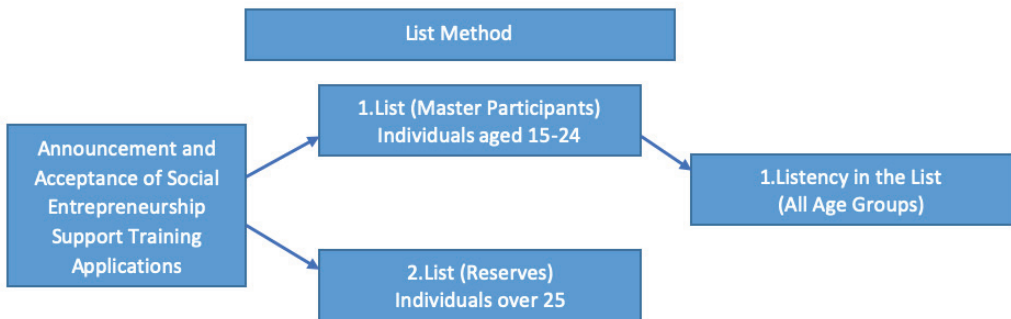 List Method
1.List (Master Participants)
Individuals aged 15-24
Announcement and
Acceptance of Social
Entrepreneurship
Support Training
Applications
1.Listency in the List
(All Age Groups)
2.List (Reserves)
Individuals over 25